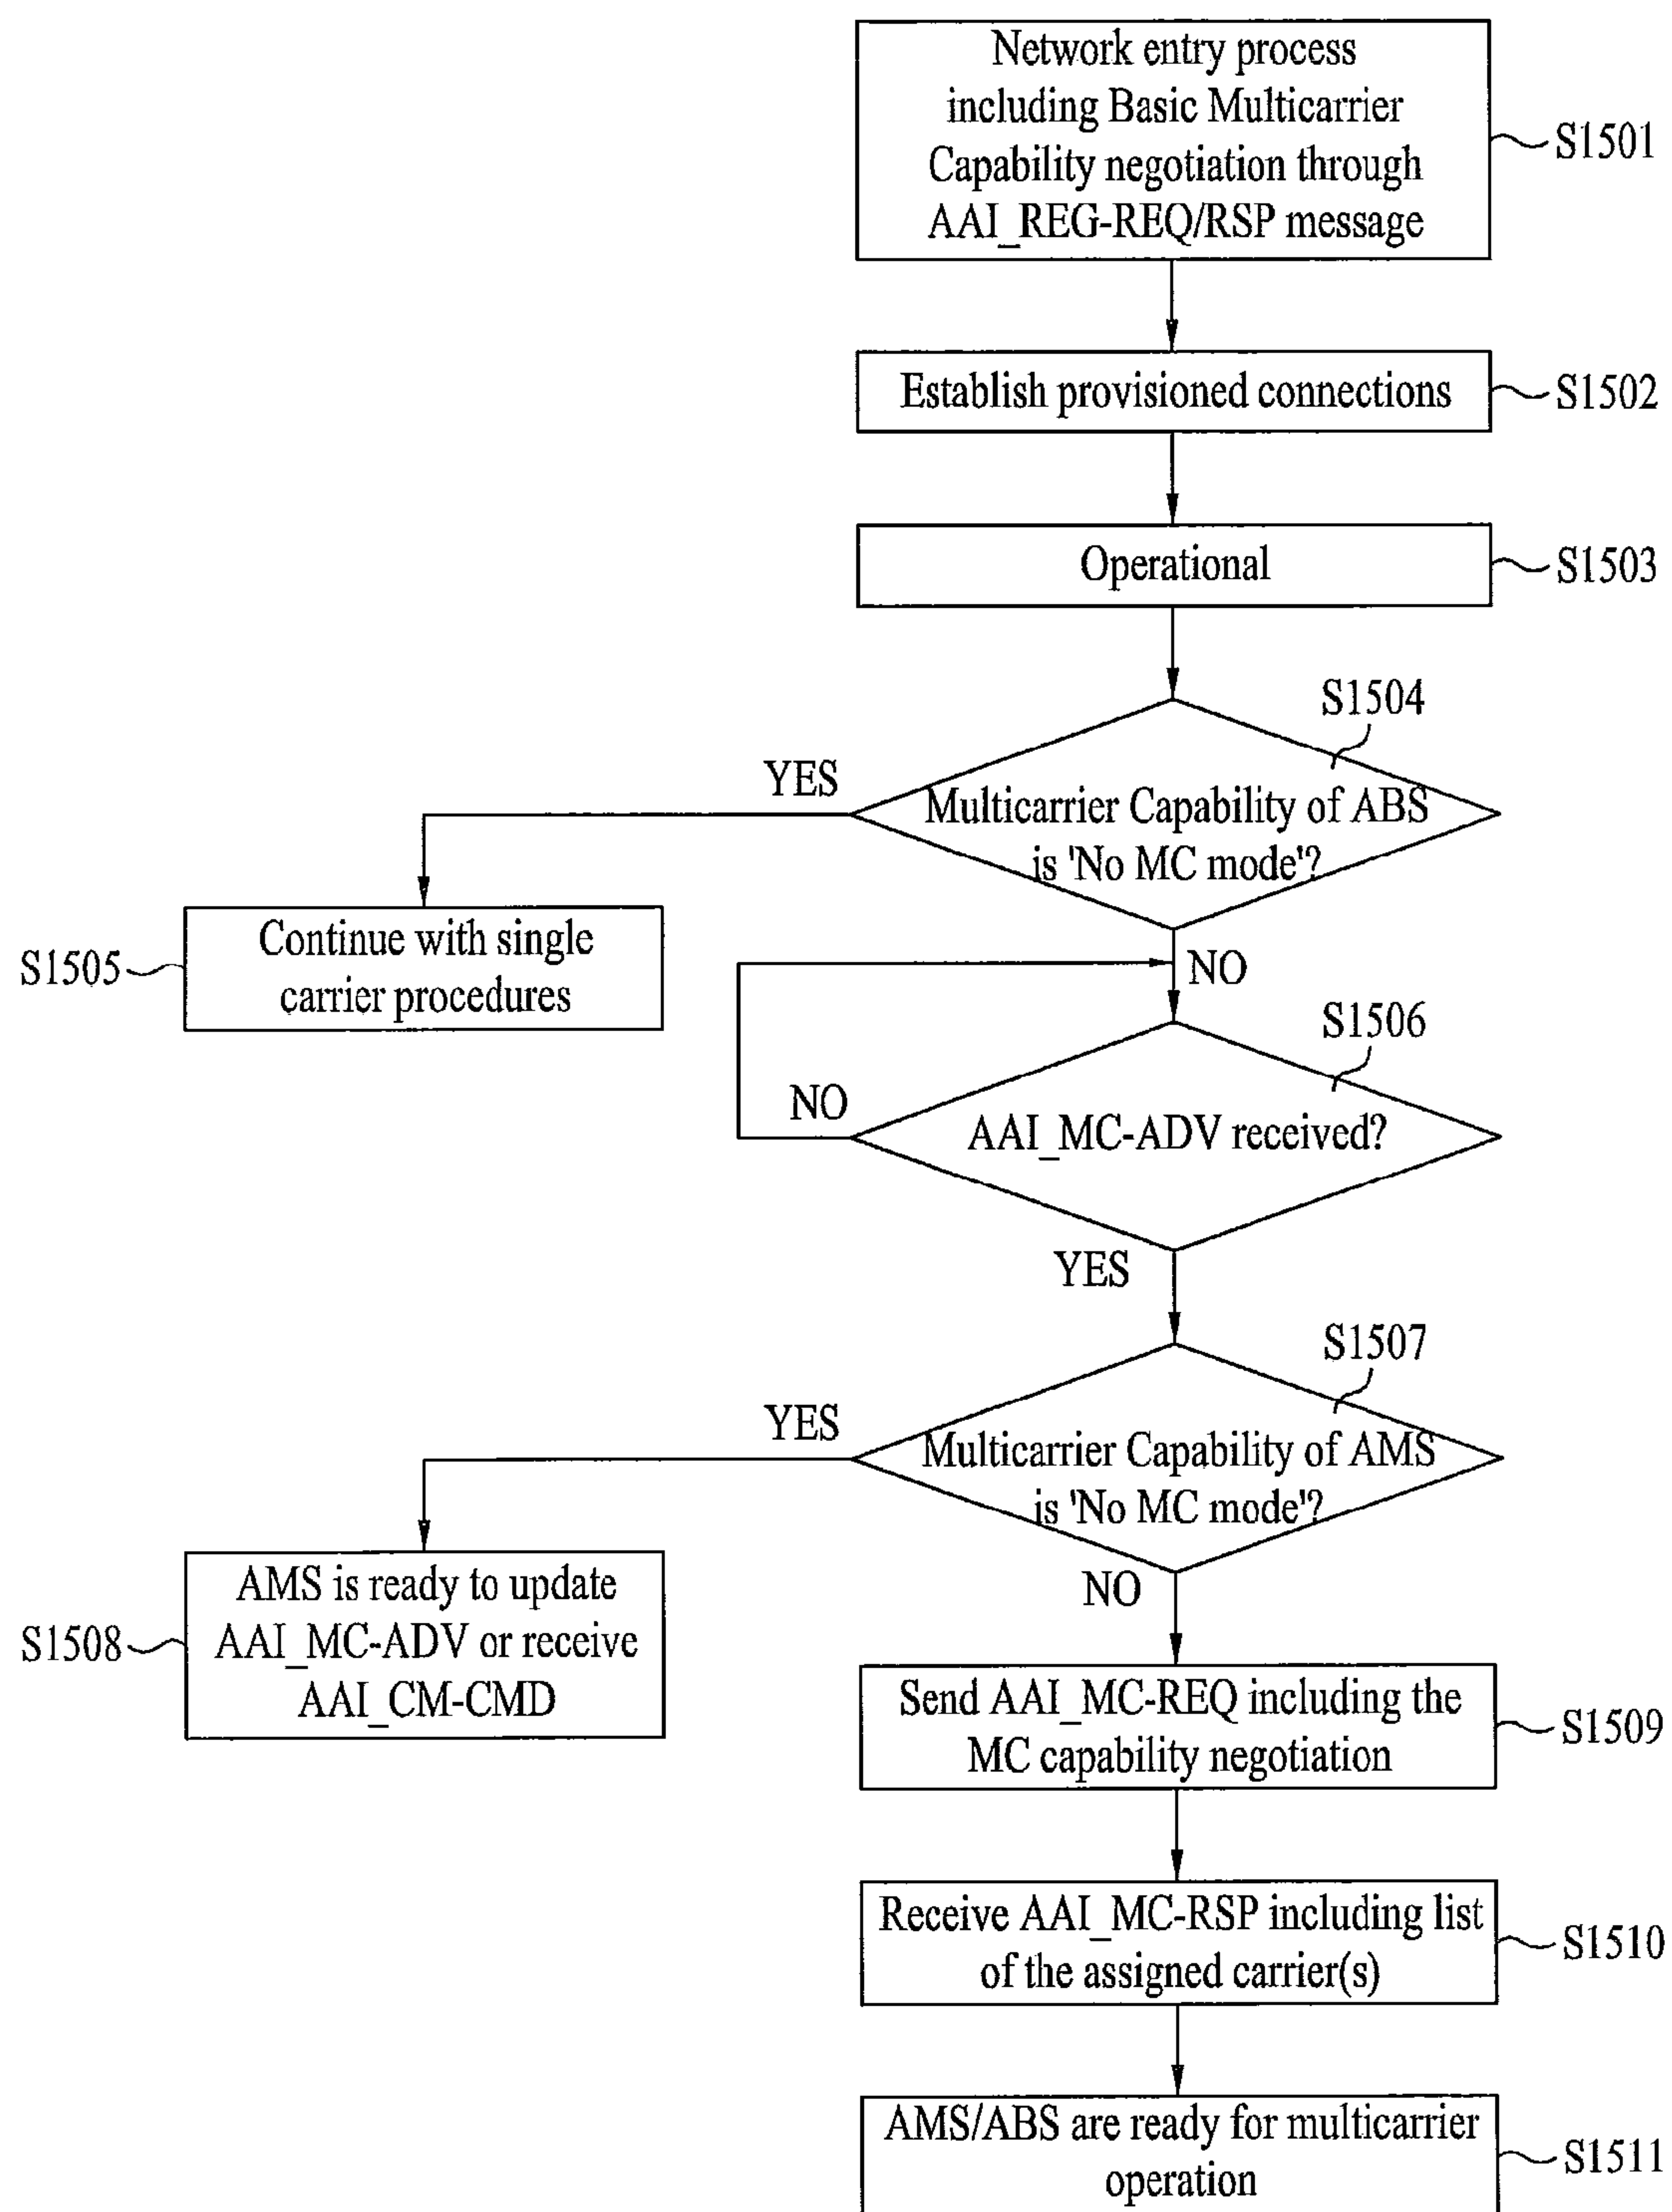 Network entry process
including Basic Multicarrier
Capability negotiation through
AAI_REG-REQ/RSP message
S1501
Establish provisioned connections
S1502
Operational
S1503
S1504
YES
Multicarrier Capability of ABS
is 'No MC mode'?
Continue with single
carrier procedures
S1505
NO
S1506
NO
AAI_MC-ADV received?
YES
S1507
YES
Multicarrier Capability of AMS
is 'No MC mode'?
AMS is ready to update
AAI_MC-ADV or receive
AAI_CM-CMD
S1508
NO
Send AAI_MC-REQ including the
MC capability negotiation
S1509
Receive AAI_MC-RSP including list
of the assigned carrier(s)
S1510
AMS/ABS are ready for multicarrier
operation
S1511